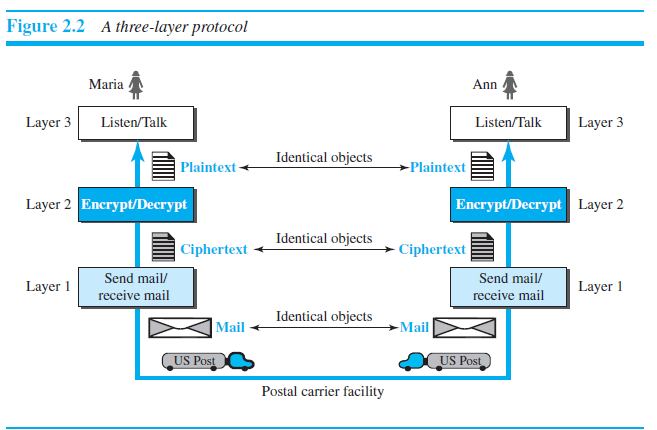 Figure 2.2 A three-layer protocol
Maria Ann
Layer 3 Listen/Talk Listen/Talk Layer 3
Plaintext Identical objects Plaintext
Layer 2 Encrypt/Decrypt Encrypt/Decrypt Layer 2
Ciphertext Identical objects Ciphertext
Layer 1 Send mail/ Send mail/ Layer 1
receive mail receive mail
Mail Identical objects Mail
US Post US Post
Postal carrier facility